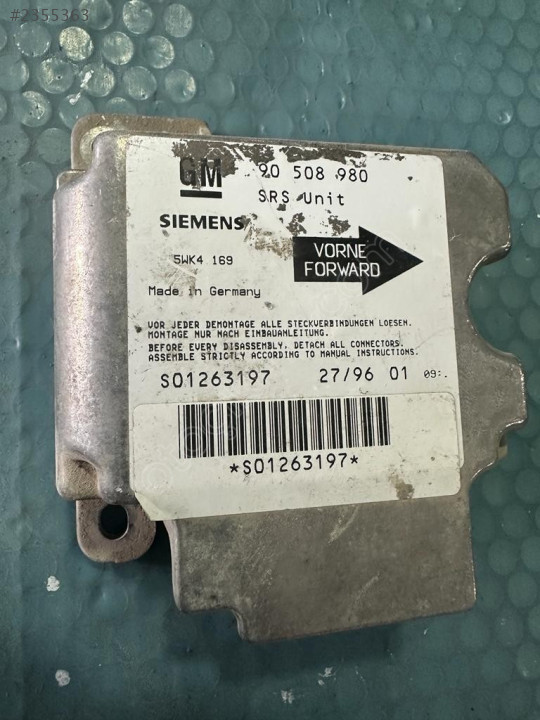 #2355363
GM 90 508 980
SRS Unit
SIEMENS
5WK4 169
VORNE
FORWARD
Made in Germany
VOR JEDER DEMONTAGE ALLE STECKVERBINDUNGEN LOESEN.
MONTAGE NUR NACH EINBAUANLEITUNG.
BEFORE EVERY DISASSEMBLY, DETACH ALL CONNECTORS.
ASSEMBLE STRICTLY ACCORDING TO MANUAL INSTRUCTIONS.
S01263197 27/96 01 09:
*S01263197*